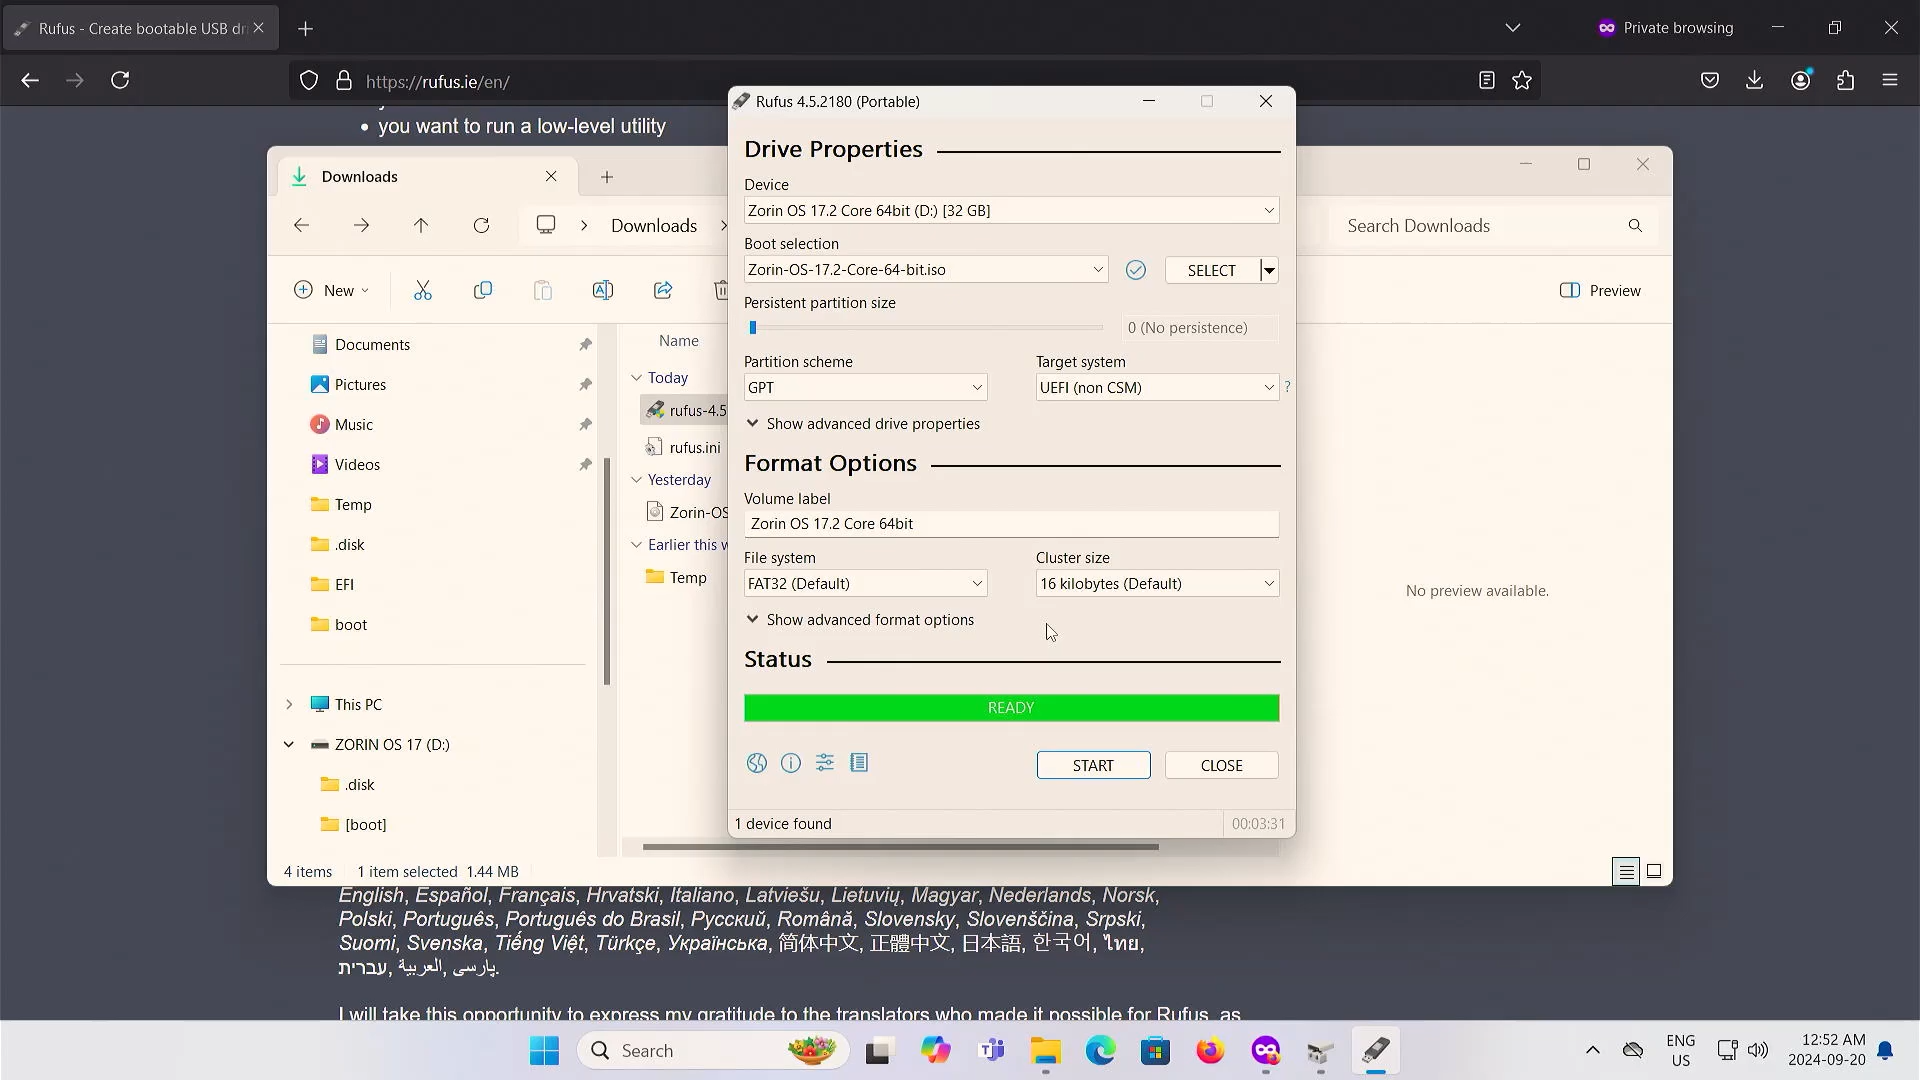 Rufus - Create bootable USB dri
Private browsing
https://rufus.ie/en/
you want to run a low-level utility
Downloads
Downloads
Search Downloads
New
Preview
Documents
Pictures
Music
Videos
Temp
.disk
EFI
boot
This PC
ZORIN OS 17 (D:)
.disk
[boot]
Name
Today
rufus-4.5
rufus.ini
Yesterday
Zorin-OS
Earlier this w
Temp
No preview available.
4 items
1 item selected 1.44 MB
Rufus 4.5.2180 (Portable)
Drive Properties
Device
Zorin OS 17.2 Core 64bit (D:) [32 GB]
Boot selection
Zorin-OS-17.2-Core-64-bit.iso
SELECT
Persistent partition size
0 (No persistence)
Partition scheme
Target system
GPT
UEFI (non CSM)
?
Show advanced drive properties
Format Options
Volume label
Zorin OS 17.2 Core 64bit
File system
Cluster size
FAT32 (Default)
16 kilobytes (Default)
Show advanced format options
Status
READY
START
CLOSE
1 device found
00:03:31
English, Español, Français, Hrvatski, Italiano, Latviešu, Lietuvių, Magyar, Nederlands, Norsk,
Polski, Português, Português do Brasil, Русский, Română, Slovensky, Slovenščina, Srpski,
Suomi, Svenska, Tiếng Việt, Türkçe, Українська, 简体中文, 正體中文, 日本語, 한국어, ไทย,
עברית, العربية, پارسی.
I will take this opportunity to express my gratitude to the translators who made it possible for Rufus, as
Search
ENG
US
12:52 AM
2024-09-20